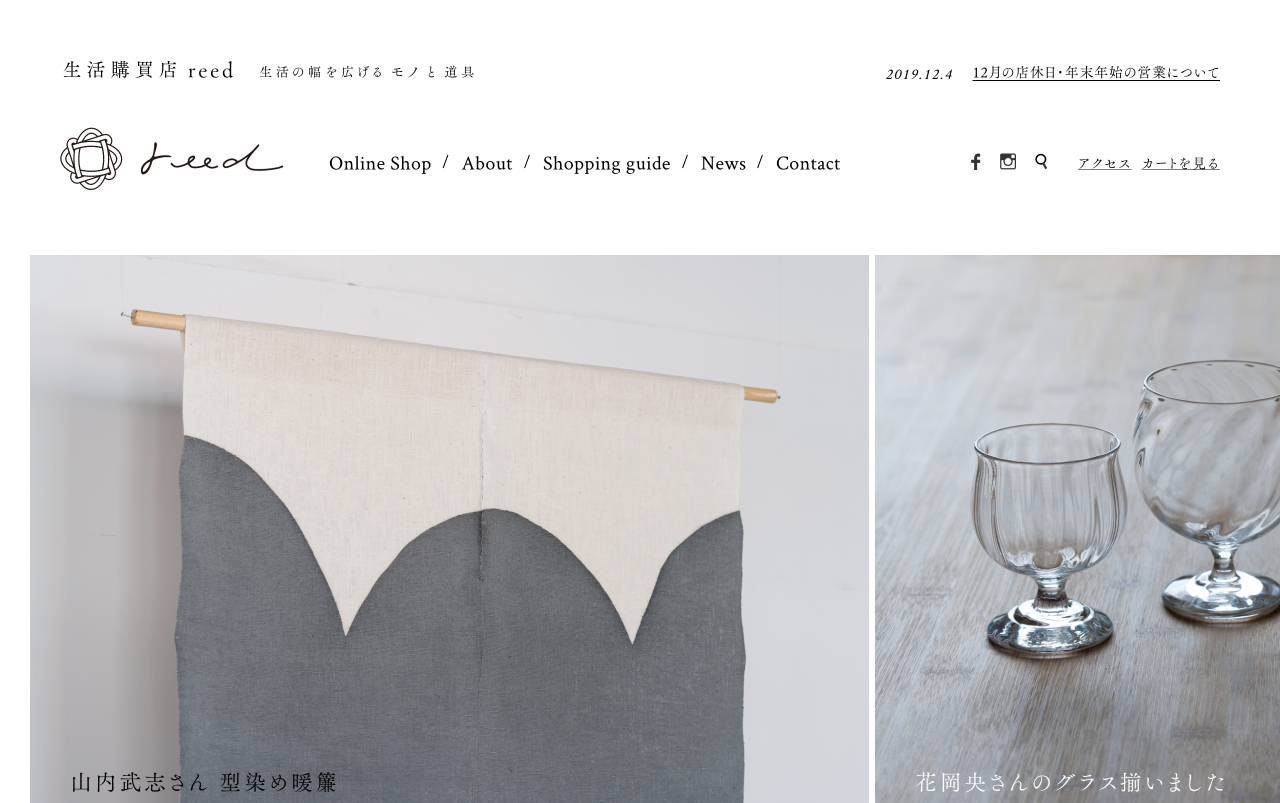 生活購買店 reed 生活の幅を広げる モノと道具
2019.12.4 12月の店休日・年末年始の営業について
reed
Online Shop / About / Shopping guide / News / Contact
アクセス カートを見る
山内武志さん 型染め暖簾
花岡央さんのグラス揃いました